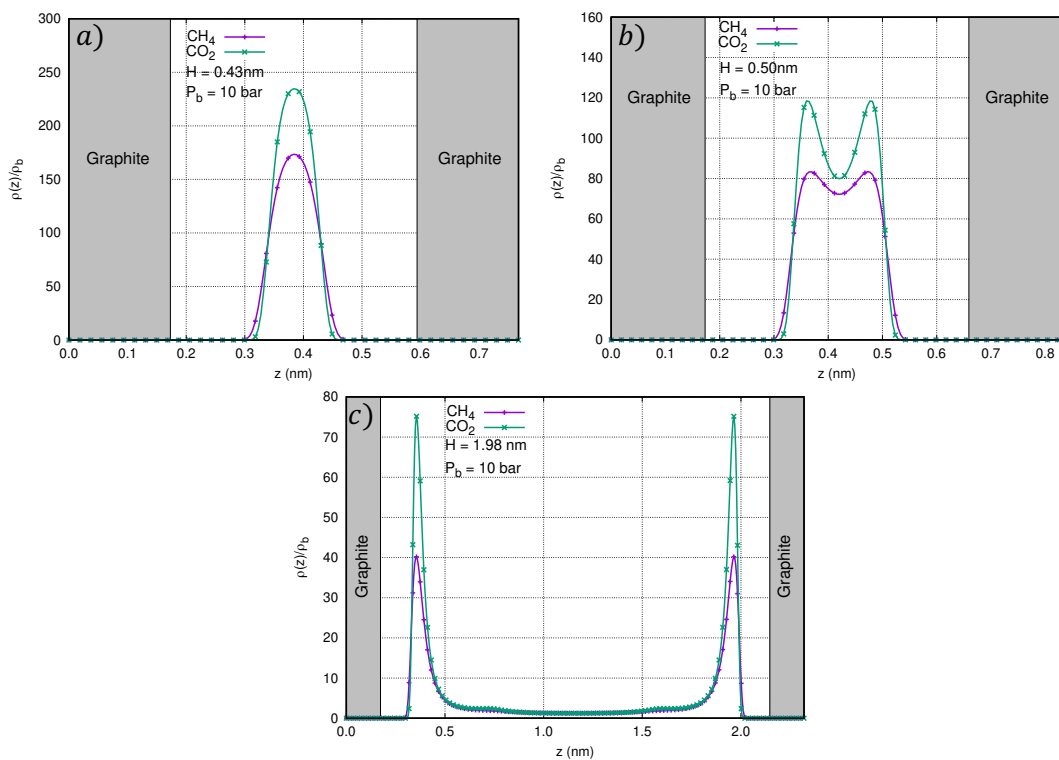 a)
CH4
CO2
H = 0.43nm
Pb = 10 bar
Graphite
Graphite
ρ(z)/ρb
300
250
200
150
100
50
0
0.0 0.1 0.2 0.3 0.4 0.5 0.6 0.7
z (nm)
b)
CH4
CO2
H = 0.50nm
Pb = 10 bar
Graphite
Graphite
ρ(z)/ρb
160
140
120
100
80
60
40
20
0
0.0 0.1 0.2 0.3 0.4 0.5 0.6 0.7 0.8
z (nm)
c)
CH4
CO2
H = 1.98 nm
Pb = 10 bar
Graphite
Graphite
ρ(z)/ρb
80
70
60
50
40
30
20
10
0
0.0 0.5 1.0 1.5 2.0
z (nm)